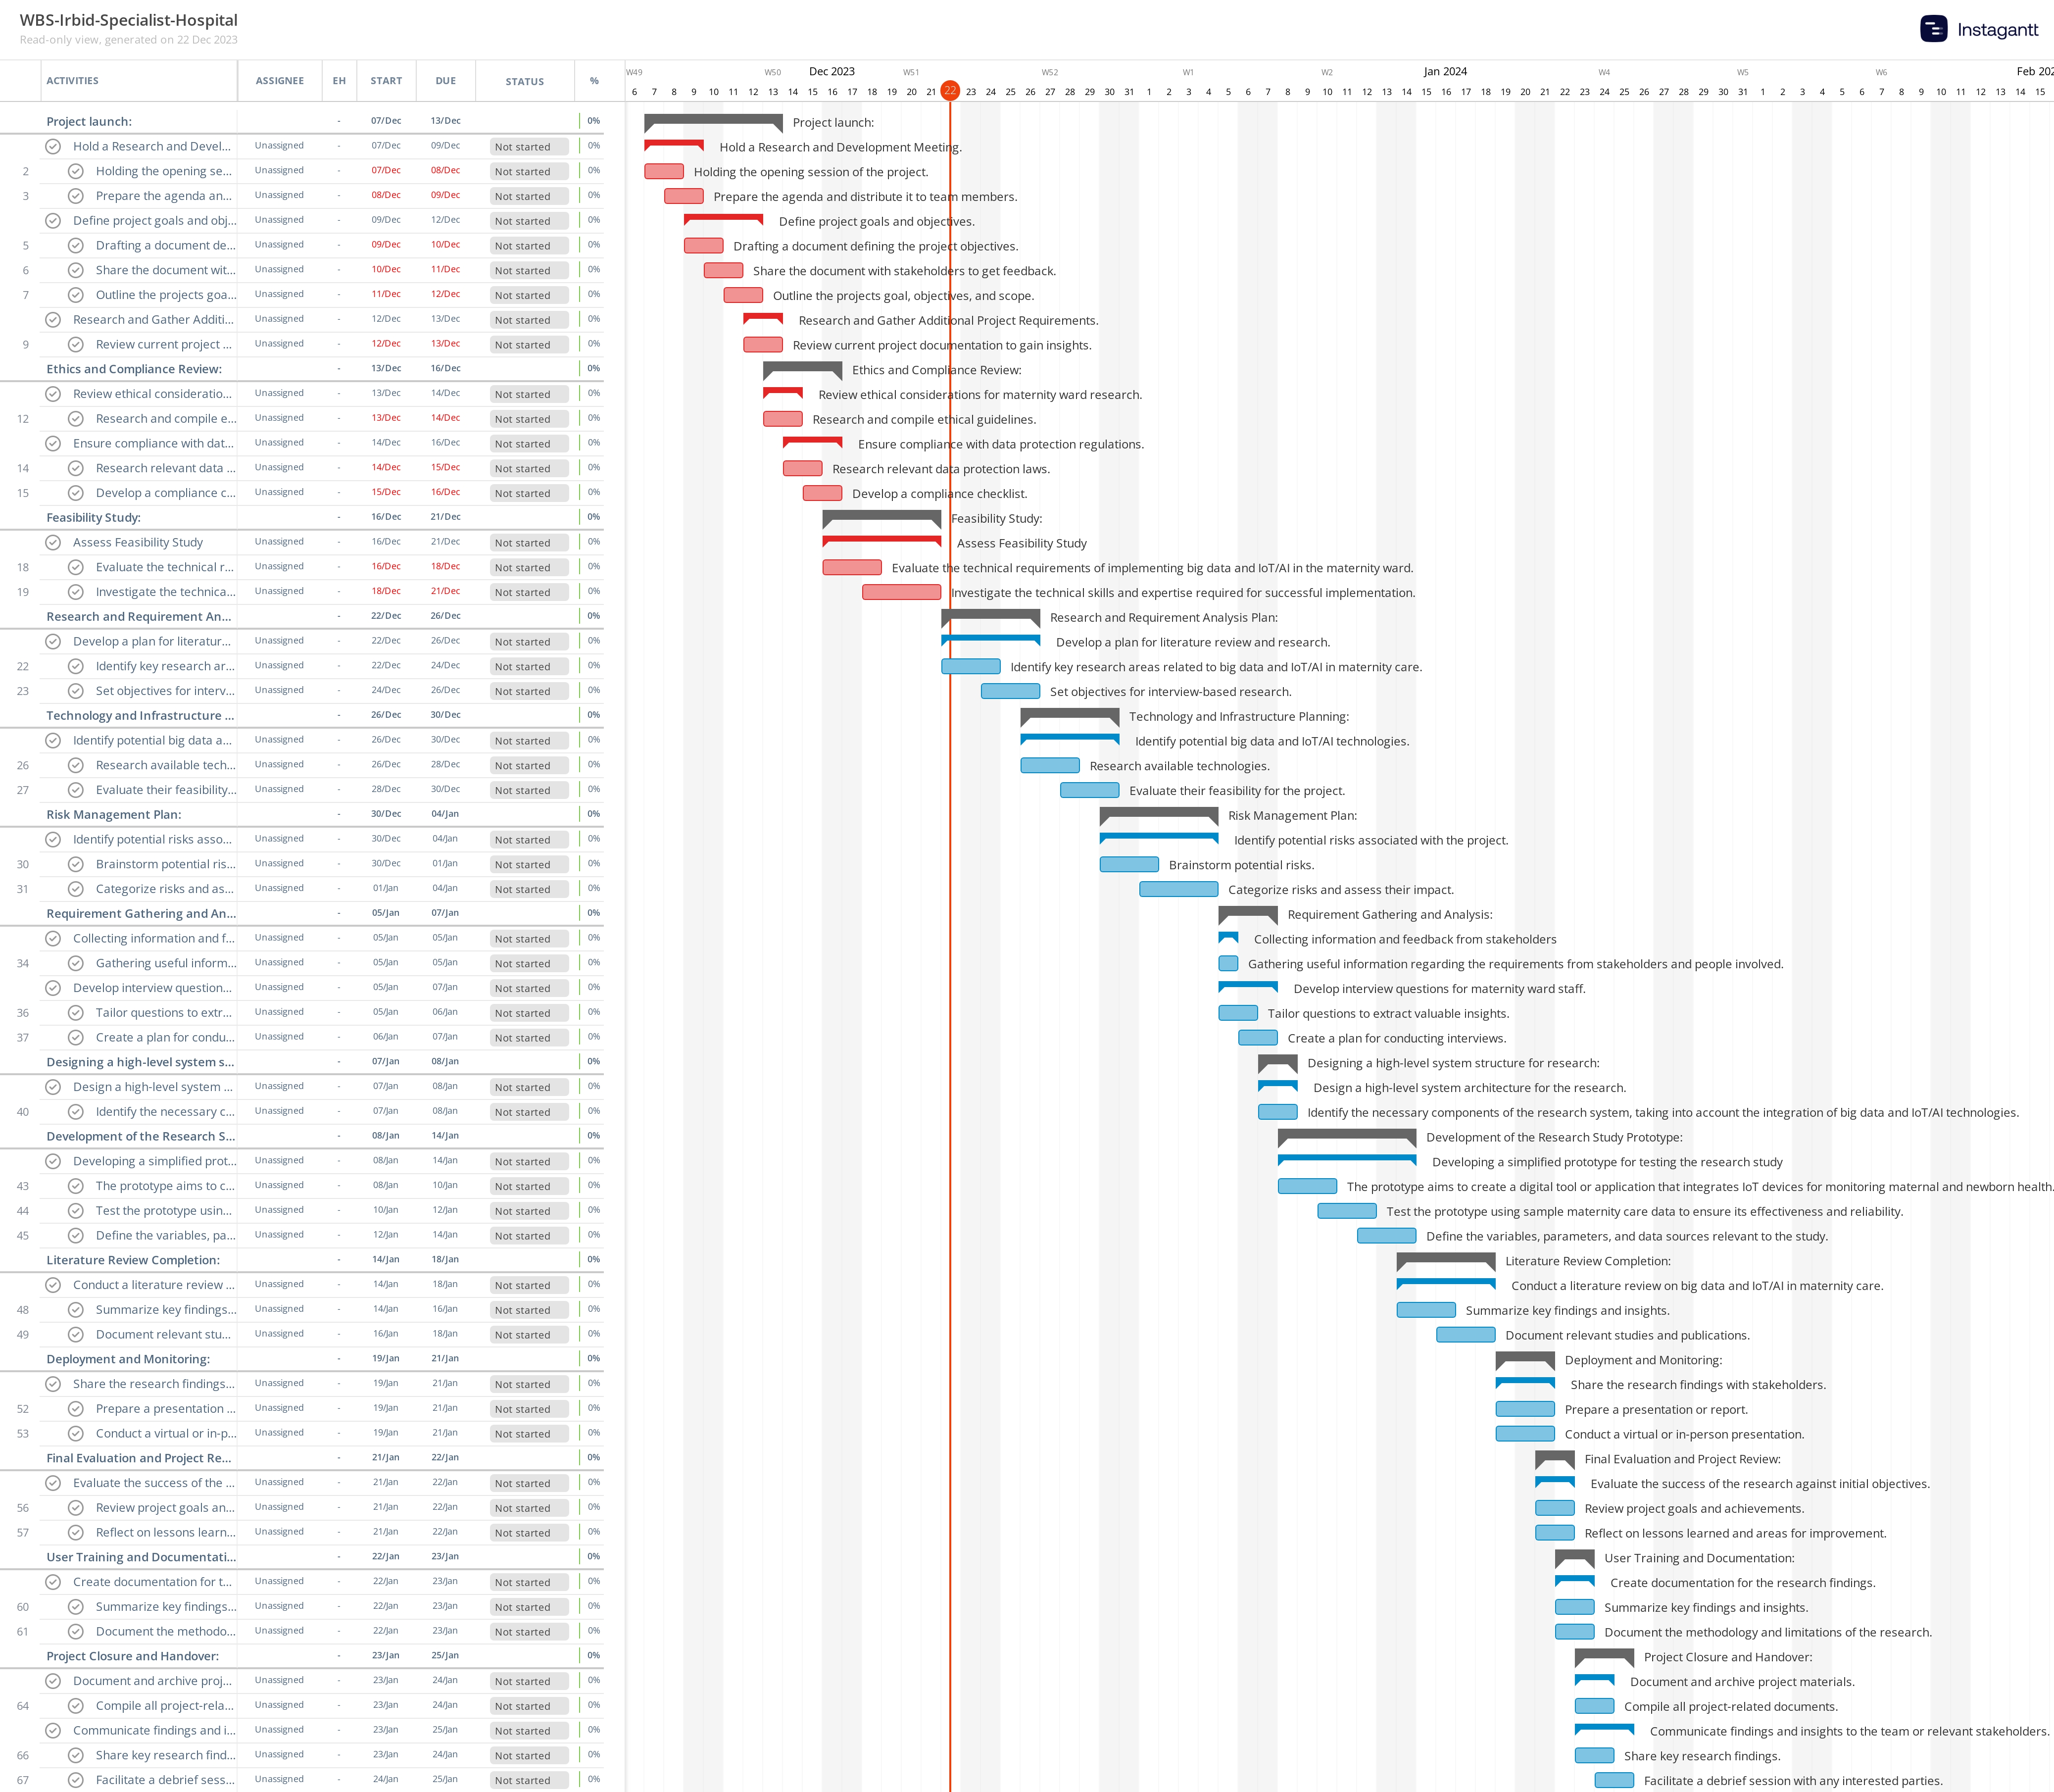 WBS-Irbid-Specialist-Hospital
Read-only view, generated on 22 Dec 2023
Instagantt
ACTIVITIES ASSIGNEE EH START DUE STATUS %
W49 W50 Dec 2023 W51 W52 W1 W2 Jan 2024 W4 W5 W6 Feb 202
6 7 8 9 10 11 12 13 14 15 16 17 18 19 20 21 22 23 24 25 26 27 28 29 30 31 1 2 3 4 5 6 7 8 9 10 11 12 13 14 15 16 17 18 19 20 21 22 23 24 25 26 27 28 29 30 31 1 2 3 4 5 6 7 8 9 10 11 12 13 14 15
Project launch: - 07/Dec 13/Dec 0% Project launch:
Hold a Research and Devel... Unassigned - 07/Dec 09/Dec Not started 0% Hold a Research and Development Meeting.
2 Holding the opening se... Unassigned - 07/Dec 08/Dec Not started 0% Holding the opening session of the project.
3 Prepare the agenda an... Unassigned - 08/Dec 09/Dec Not started 0% Prepare the agenda and distribute it to team members.
Define project goals and obj... Unassigned - 09/Dec 12/Dec Not started 0% Define project goals and objectives.
5 Drafting a document de... Unassigned - 09/Dec 10/Dec Not started 0% Drafting a document defining the project objectives.
6 Share the document wit... Unassigned - 10/Dec 11/Dec Not started 0% Share the document with stakeholders to get feedback.
7 Outline the projects goa... Unassigned - 11/Dec 12/Dec Not started 0% Outline the projects goal, objectives, and scope.
Research and Gather Additi... Unassigned - 12/Dec 13/Dec Not started 0% Research and Gather Additional Project Requirements.
9 Review current project ... Unassigned - 12/Dec 13/Dec Not started 0% Review current project documentation to gain insights.
Ethics and Compliance Review: - 13/Dec 16/Dec 0% Ethics and Compliance Review:
Review ethical consideratio... Unassigned - 13/Dec 14/Dec Not started 0% Review ethical considerations for maternity ward research.
12 Research and compile e... Unassigned - 13/Dec 14/Dec Not started 0% Research and compile ethical guidelines.
Ensure compliance with dat... Unassigned - 14/Dec 16/Dec Not started 0% Ensure compliance with data protection regulations.
14 Research relevant data ... Unassigned - 14/Dec 15/Dec Not started 0% Research relevant data protection laws.
15 Develop a compliance c... Unassigned - 15/Dec 16/Dec Not started 0% Develop a compliance checklist.
Feasibility Study: - 16/Dec 21/Dec 0% Feasibility Study:
Assess Feasibility Study Unassigned - 16/Dec 21/Dec Not started 0% Assess Feasibility Study
18 Evaluate the technical r... Unassigned - 16/Dec 18/Dec Not started 0% Evaluate the technical requirements of implementing big data and IoT/AI in the maternity ward.
19 Investigate the technica... Unassigned - 18/Dec 21/Dec Not started 0% Investigate the technical skills and expertise required for successful implementation.
Research and Requirement An... - 22/Dec 26/Dec 0% Research and Requirement Analysis Plan:
Develop a plan for literatur... Unassigned - 22/Dec 26/Dec Not started 0% Develop a plan for literature review and research.
22 Identify key research ar... Unassigned - 22/Dec 24/Dec Not started 0% Identify key research areas related to big data and IoT/AI in maternity care.
23 Set objectives for interv... Unassigned - 24/Dec 26/Dec Not started 0% Set objectives for interview-based research.
Technology and Infrastructure ... - 26/Dec 30/Dec 0% Technology and Infrastructure Planning:
Identify potential big data a... Unassigned - 26/Dec 30/Dec Not started 0% Identify potential big data and IoT/AI technologies.
26 Research available tech... Unassigned - 26/Dec 28/Dec Not started 0% Research available technologies.
27 Evaluate their feasibility... Unassigned - 28/Dec 30/Dec Not started 0% Evaluate their feasibility for the project.
Risk Management Plan: - 30/Dec 04/Jan 0% Risk Management Plan:
Identify potential risks asso... Unassigned - 30/Dec 04/Jan Not started 0% Identify potential risks associated with the project.
30 Brainstorm potential ris... Unassigned - 30/Dec 01/Jan Not started 0% Brainstorm potential risks.
31 Categorize risks and as... Unassigned - 01/Jan 04/Jan Not started 0% Categorize risks and assess their impact.
Requirement Gathering and An... - 05/Jan 07/Jan 0% Requirement Gathering and Analysis:
Collecting information and f... Unassigned - 05/Jan 05/Jan Not started 0% Collecting information and feedback from stakeholders
34 Gathering useful inform... Unassigned - 05/Jan 05/Jan Not started 0% Gathering useful information regarding the requirements from stakeholders and people involved.
Develop interview question... Unassigned - 05/Jan 07/Jan Not started 0% Develop interview questions for maternity ward staff.
36 Tailor questions to extr... Unassigned - 05/Jan 06/Jan Not started 0% Tailor questions to extract valuable insights.
37 Create a plan for condu... Unassigned - 06/Jan 07/Jan Not started 0% Create a plan for conducting interviews.
Designing a high-level system s... - 07/Jan 08/Jan 0% Designing a high-level system structure for research:
Design a high-level system ... Unassigned - 07/Jan 08/Jan Not started 0% Design a high-level system architecture for the research.
40 Identify the necessary c... Unassigned - 07/Jan 08/Jan Not started 0% Identify the necessary components of the research system, taking into account the integration of big data and IoT/AI technologies.
Development of the Research S... - 08/Jan 14/Jan 0% Development of the Research Study Prototype:
Developing a simplified prot... Unassigned - 08/Jan 14/Jan Not started 0% Developing a simplified prototype for testing the research study
43 The prototype aims to c... Unassigned - 08/Jan 10/Jan Not started 0% The prototype aims to create a digital tool or application that integrates IoT devices for monitoring maternal and newborn health.
44 Test the prototype usin... Unassigned - 10/Jan 12/Jan Not started 0% Test the prototype using sample maternity care data to ensure its effectiveness and reliability.
45 Define the variables, pa... Unassigned - 12/Jan 14/Jan Not started 0% Define the variables, parameters, and data sources relevant to the study.
Literature Review Completion: - 14/Jan 18/Jan 0% Literature Review Completion:
Conduct a literature review ... Unassigned - 14/Jan 18/Jan Not started 0% Conduct a literature review on big data and IoT/AI in maternity care.
48 Summarize key findings... Unassigned - 14/Jan 16/Jan Not started 0% Summarize key findings and insights.
49 Document relevant stu... Unassigned - 16/Jan 18/Jan Not started 0% Document relevant studies and publications.
Deployment and Monitoring: - 19/Jan 21/Jan 0% Deployment and Monitoring:
Share the research findings... Unassigned - 19/Jan 21/Jan Not started 0% Share the research findings with stakeholders.
52 Prepare a presentation ... Unassigned - 19/Jan 21/Jan Not started 0% Prepare a presentation or report.
53 Conduct a virtual or in-p... Unassigned - 19/Jan 21/Jan Not started 0% Conduct a virtual or in-person presentation.
Final Evaluation and Project Re... - 21/Jan 22/Jan 0% Final Evaluation and Project Review:
Evaluate the success of the ... Unassigned - 21/Jan 22/Jan Not started 0% Evaluate the success of the research against initial objectives.
56 Review project goals an... Unassigned - 21/Jan 22/Jan Not started 0% Review project goals and achievements.
57 Reflect on lessons learn... Unassigned - 21/Jan 22/Jan Not started 0% Reflect on lessons learned and areas for improvement.
User Training and Documentati... - 22/Jan 23/Jan 0% User Training and Documentation:
Create documentation for t... Unassigned - 22/Jan 23/Jan Not started 0% Create documentation for the research findings.
60 Summarize key findings... Unassigned - 22/Jan 23/Jan Not started 0% Summarize key findings and insights.
61 Document the methodo... Unassigned - 22/Jan 23/Jan Not started 0% Document the methodology and limitations of the research.
Project Closure and Handover: - 23/Jan 25/Jan 0% Project Closure and Handover:
Document and archive proj... Unassigned - 23/Jan 24/Jan Not started 0% Document and archive project materials.
64 Compile all project-rela... Unassigned - 23/Jan 24/Jan Not started 0% Compile all project-related documents.
Communicate findings and i... Unassigned - 23/Jan 25/Jan Not started 0% Communicate findings and insights to the team or relevant stakeholders.
66 Share key research find... Unassigned - 23/Jan 24/Jan Not started 0% Share key research findings.
67 Facilitate a debrief sess... Unassigned - 24/Jan 25/Jan Not started 0% Facilitate a debrief session with any interested parties.